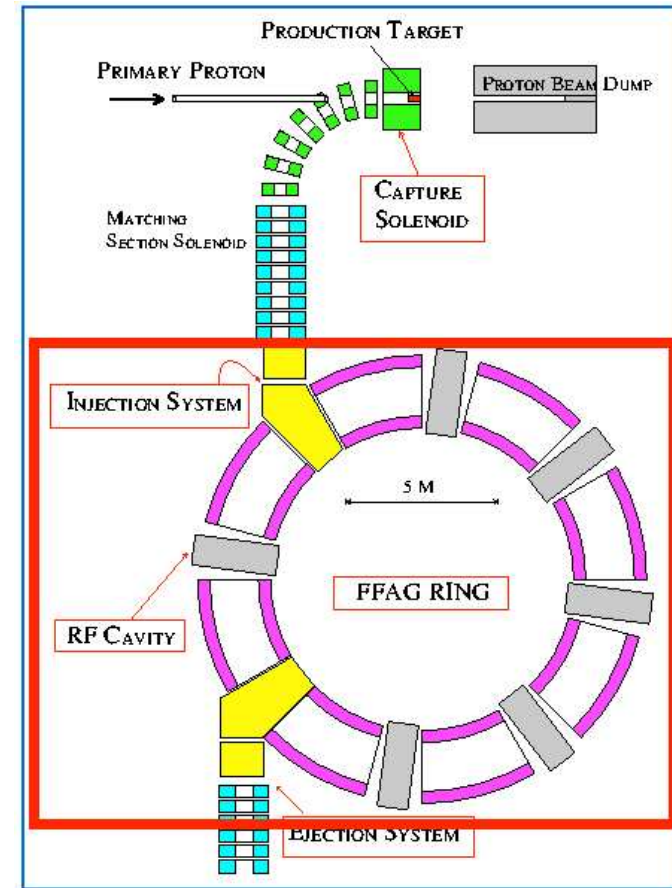 PRODUCTION TARGET
PRIMARY PROTON
PROTON BEAM DUMP
CAPTURE
SOLENOID
MATCHING
SECTION SOLENOID
INJECTION SYSTEM
5 M
FFAG RING
RF CAVITY
EJECTION SYSTEM